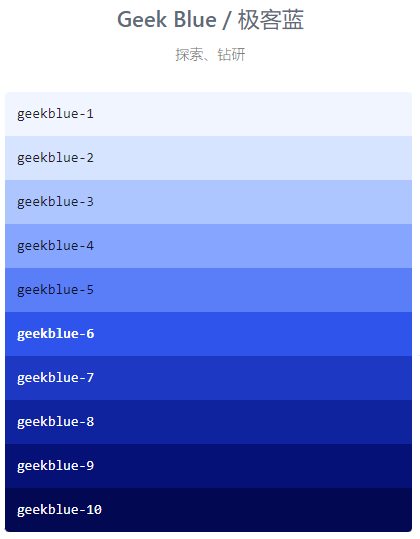 Geek Blue / 极客蓝
探索、钻研
geekblue-1
geekblue-2
geekblue-3
geekblue-4
geekblue-5
geekblue-6
geekblue-7
geekblue-8
geekblue-9
geekblue-10